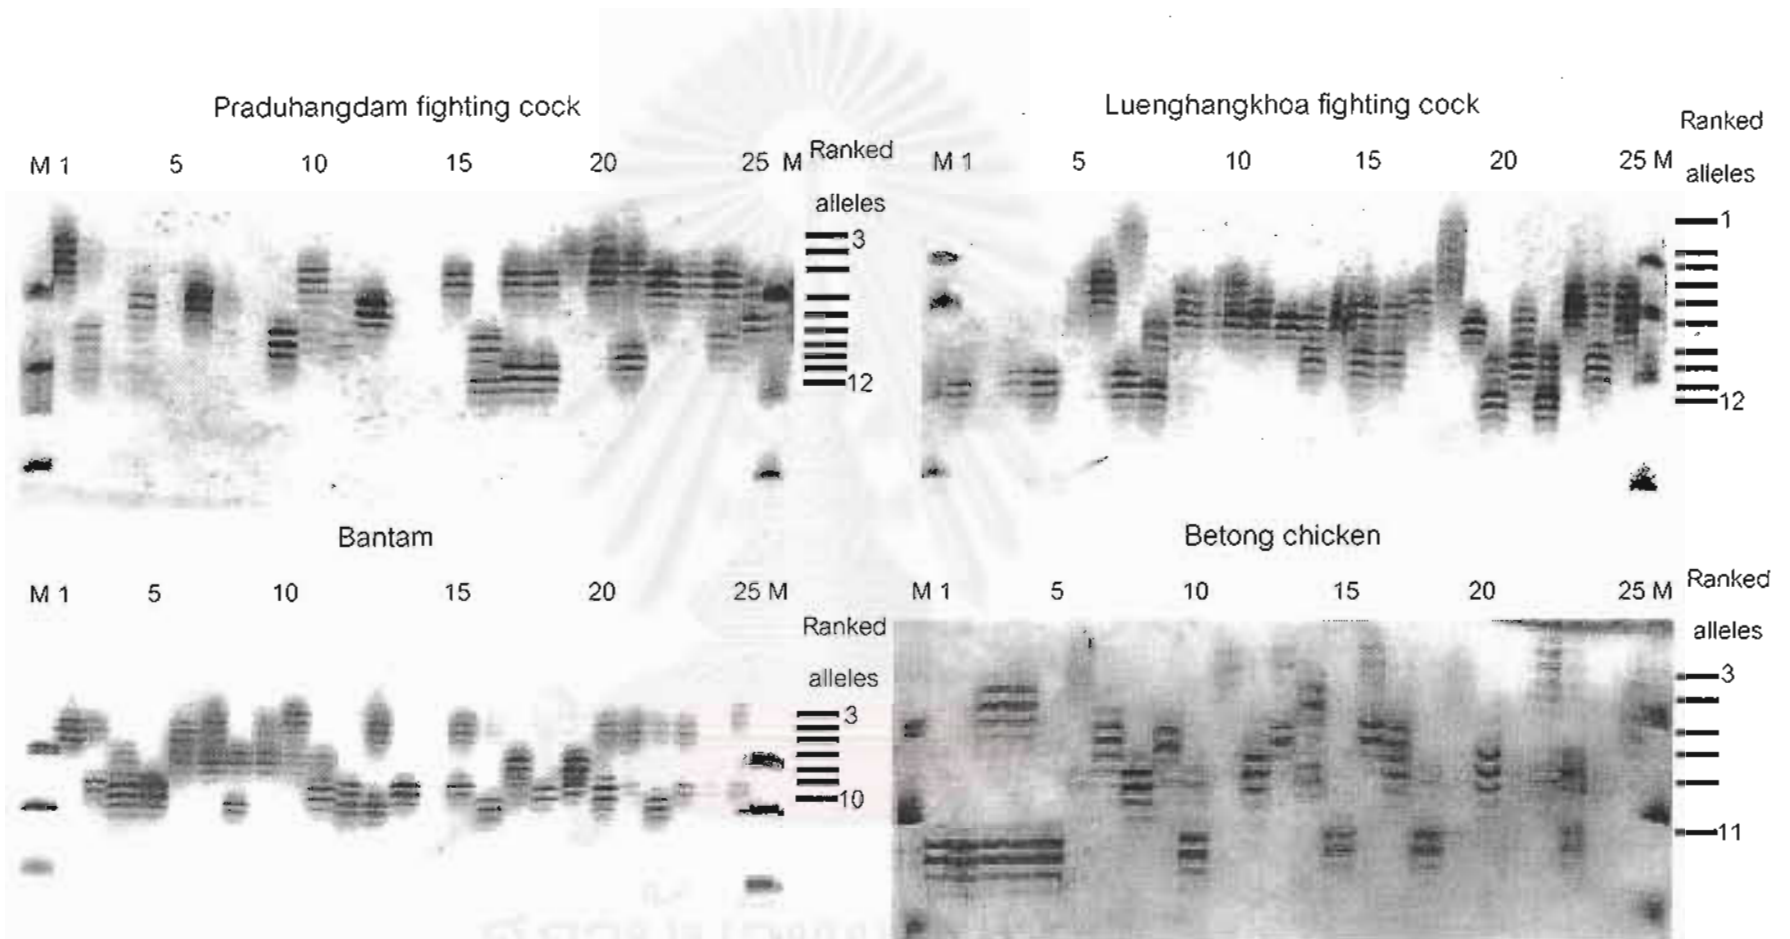 Praduhangdam fighting cock
M 1 5 10 15 20 25 M
Ranked
alleles
3
12
Luenghangkhoa fighting cock
M 1 5 10 15 20 25 M
Ranked
alleles
1
12
Bantam
M 1 5 10 15 20 25 M
Ranked
alleles
3
10
Betong chicken
M 1 5 10 15 20 25 M
Ranked
alleles
3
11